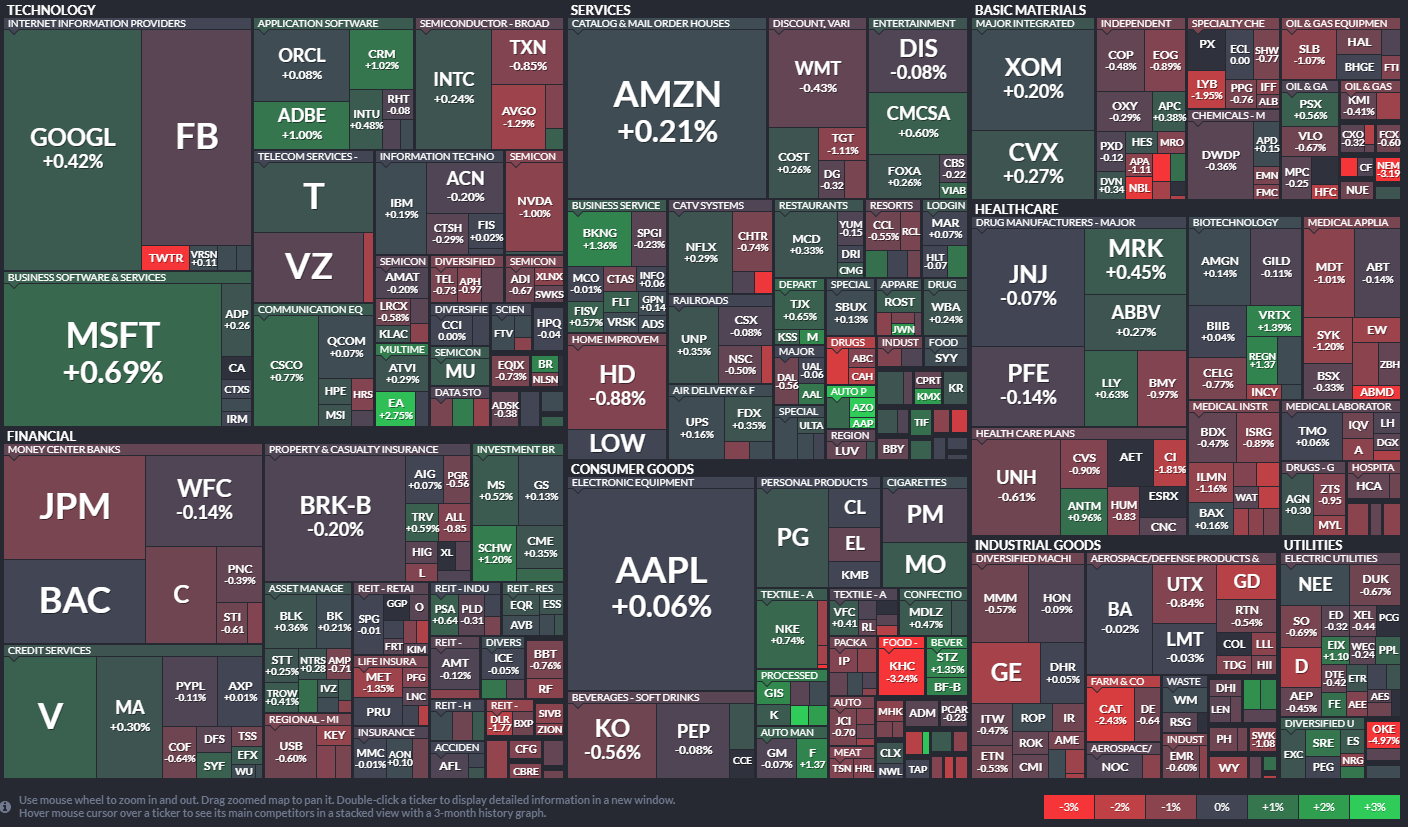 TECHNOLOGY
INTERNET INFORMATION PROVIDERS
GOOGL
+0.42%
FB
TWTR
VRSN
+0.11
APPLICATION SOFTWARE
ORCL
+0.08%
CRM
+1.02%
ADBE
+1.00%
INTU
+0.48%
RHT
-0.08
SEMICONDUCTOR - BROAD
INTC
+0.24%
TXN
-0.85%
AVGO
-1.29%
BUSINESS SOFTWARE & SERVICES
MSFT
+0.69%
ADP
+0.26
CA
CTXS
IRM
TELECOM SERVICES -
T
VZ
INFORMATION TECHNO
IBM
+0.19%
ACN
-0.20%
CTSH
-0.29%
FIS
+0.02%
SEMICON
NVDA
-1.00%
COMMUNICATION EQ
CSCO
+0.77%
QCOM
+0.07%
HPE
HRS
MSI
SEMICON
AMAT
-0.20%
LRCX
-0.58%
KLAC
DIVERSIFIED
TEL
-0.73
APH
-0.97
SEMICON
ADI
-0.67
XLNX
SWKS
DIVERSIFIE
CCI
0.00%
SCIEN
FTV
HPQ
-0.04
MULTIME
ATVI
+0.29%
EA
+2.75%
SEMICON
MU
EQIX
-0.73%
BR
NLSN
DATA STO
ADSK
-0.38
SERVICES
CATALOG & MAIL ORDER HOUSES
AMZN
+0.21%
DISCOUNT, VARI
WMT
-0.43%
COST
+0.26%
TGT
-1.11%
DG
-0.32
ENTERTAINMENT
DIS
-0.08%
CMCSA
+0.60%
FOXA
+0.26%
CBS
-0.22
VIAB
BUSINESS SERVICE
BKNG
+1.36%
SPGI
-0.23%
MCO
-0.01%
CTAS
INFO
+0.06
FLT
GPN
+0.14
FISV
+0.57%
VRSK
ADS
CATV SYSTEMS
NFLX
+0.29%
CHTR
-0.74%
RESTAURANTS
MCD
+0.33%
YUM
-0.15
DRI
CMG
RESORTS
CCL
-0.55%
RCL
LODGIN
MAR
+0.07%
HLT
-0.07
RAILROADS
UNP
+0.35%
CSX
-0.08%
NSC
-0.50%
DEPART
TJX
+0.65%
KSS
M
SPECIAL
SBUX
+0.13%
APPARE
ROST
JWN
DRUG
WBA
+0.24%
HOME IMPROVEM
HD
-0.88%
LOW
MAJOR
DAL
-0.56
UAL
-0.06
AAL
DRUGS
ABC
CAH
INDUST
FOOD
SYY
AIR DELIVERY & F
UPS
+0.16%
FDX
+0.35%
AUTO P
AZO
AAP
CPRT
KMX
KR
SPECIAL
ULTA
TIF
REGION
LUV
BBY
BASIC MATERIALS
MAJOR INTEGRATED
XOM
+0.20%
CVX
+0.27%
INDEPENDENT
COP
-0.48%
EOG
-0.89%
OXY
-0.29%
APC
+0.38%
PXD
-0.12
HES
MRO
APA
-1.11
DVN
+0.34
NBL
SPECIALTY CHE
PX
ECL
0.00
SHW
-0.77
LYB
-1.95%
PPG
-0.76
IFF
ALB
CHEMICALS - M
DWDP
-0.36%
APD
+0.15
EMN
FMC
OIL & GAS EQUIPMEN
SLB
-1.07%
HAL
BHGE
FTI
OIL & GA
PSX
+0.56%
VLO
-0.67%
MPC
-0.25
HFC
OIL & GAS
KMI
-0.41%
CXO
-0.32
FCX
-0.60
CF
NEM
-3.19
NUE
HEALTHCARE
DRUG MANUFACTURERS - MAJOR
JNJ
-0.07%
PFE
-0.14%
MRK
+0.45%
ABBV
+0.27%
LLY
+0.63%
BMY
-0.97%
BIOTECHNOLOGY
AMGN
+0.14%
GILD
-0.11%
BIIB
+0.04%
VRTX
+1.39%
CELG
-0.77%
REGN
+1.37
INCY
MEDICAL APPLIA
MDT
-1.01%
ABT
-0.14%
SYK
-1.20%
EW
BSX
-0.33%
ZBH
ABMD
HEALTH CARE PLANS
UNH
-0.61%
CVS
-0.90%
AET
CI
-1.81%
ANTM
+0.96%
HUM
-0.83
ESRX
CNC
MEDICAL INSTR
BDX
-0.47%
ISRG
-0.89%
ILMN
-1.16%
WAT
BAX
+0.16%
MEDICAL LABORATOR
TMO
+0.06%
IQV
LH
A
DGX
DRUGS - G
AGN
+0.30
ZTS
-0.95
MYL
HOSPITA
HCA
FINANCIAL
MONEY CENTER BANKS
JPM
WFC
-0.14%
BAC
C
PNC
-0.39%
STI
-0.61
PROPERTY & CASUALTY INSURANCE
BRK-B
-0.20%
AIG
+0.07%
PGR
-0.56
TRV
+0.59%
ALL
-0.85
HIG
XL
L
INVESTMENT BR
MS
+0.52%
GS
+0.13%
SCHW
+1.20%
CME
+0.35%
CREDIT SERVICES
V
MA
+0.30%
PYPL
-0.11%
AXP
+0.01%
COF
-0.64%
DFS
TSS
SYF
EFX
WU
ASSET MANAGE
BLK
+0.36%
BK
+0.21%
STT
+0.25%
NTRS
+0.28
AMP
-0.71
TROW
+0.41%
IVZ
REIT - RETAI
SPG
-0.01
GGP
O
FRT
KIM
REIT - INDU
PSA
+0.64
PLD
-0.31
REIT - RES
EQR
ESS
AVB
LIFE INSURA
MET
-1.35%
PFG
LNC
PRU
REIT -
AMT
-0.12%
DIVERS
ICE
-0.05%
BBT
-0.76%
RF
REGIONAL - MI
USB
-0.60%
KEY
INSURANCE
MMC
-0.01%
AON
+0.10
REIT - H
REIT -
DLR
-1.77
BXP
SIVB
ZION
ACCIDEN
AFL
CFG
CBRE
CONSUMER GOODS
ELECTRONIC EQUIPMENT
AAPL
+0.06%
PERSONAL PRODUCTS
PG
CL
EL
KMB
CIGARETTES
PM
MO
TEXTILE - A
NKE
+0.74%
TEXTILE - A
VFC
+0.41
RL
CONFECTIO
MDLZ
+0.47%
PACKA
IP
FOOD -
KHC
-3.24%
BEVER
STZ
+1.35%
BF-B
PROCESSED
GIS
K
BEVERAGES - SOFT DRINKS
KO
-0.56%
PEP
-0.08%
CCE
AUTO
JCI
-0.70
MHK
ADM
PCAR
-0.23
AUTO MAN
GM
-0.07%
F
+1.37
MEAT
TSN
HRL
CLX
NWL
TAP
INDUSTRIAL GOODS
DIVERSIFIED MACHI
MMM
-0.57%
HON
-0.09%
GE
DHR
+0.05%
ITW
-0.47%
ROP
IR
ETN
-0.53%
ROK
AME
CMI
AEROSPACE/DEFENSE PRODUCTS &
BA
-0.02%
UTX
-0.84%
GD
RTN
-0.54%
LMT
-0.03%
COL
LLL
TDG
HII
FARM & CO
CAT
-2.43%
DE
-0.64
WASTE
WM
RSG
DHI
LEN
AEROSPACE/
NOC
INDUST
EMR
-0.60%
PH
SWK
-1.08
WY
UTILITIES
ELECTRIC UTILITIES
NEE
DUK
-0.67%
SO
-0.69%
ED
-0.32
XEL
-0.44
PCG
D
EIX
+1.10
WEC
-0.24
PPL
DTE
-0.42
ETR
AEP
-0.45%
FE
AEE
AES
DIVERSIFIED U
EXC
SRE
ES
PEG
NRG
OKE
-4.97%
Use mouse wheel to zoom in and out. Drag zoomed map to pan it. Double-click a ticker to display detailed information in a new window.
Hover mouse cursor over a ticker to see its main competitors in a stacked view with a 3-month history graph.
-3%
-2%
-1%
0%
+1%
+2%
+3%